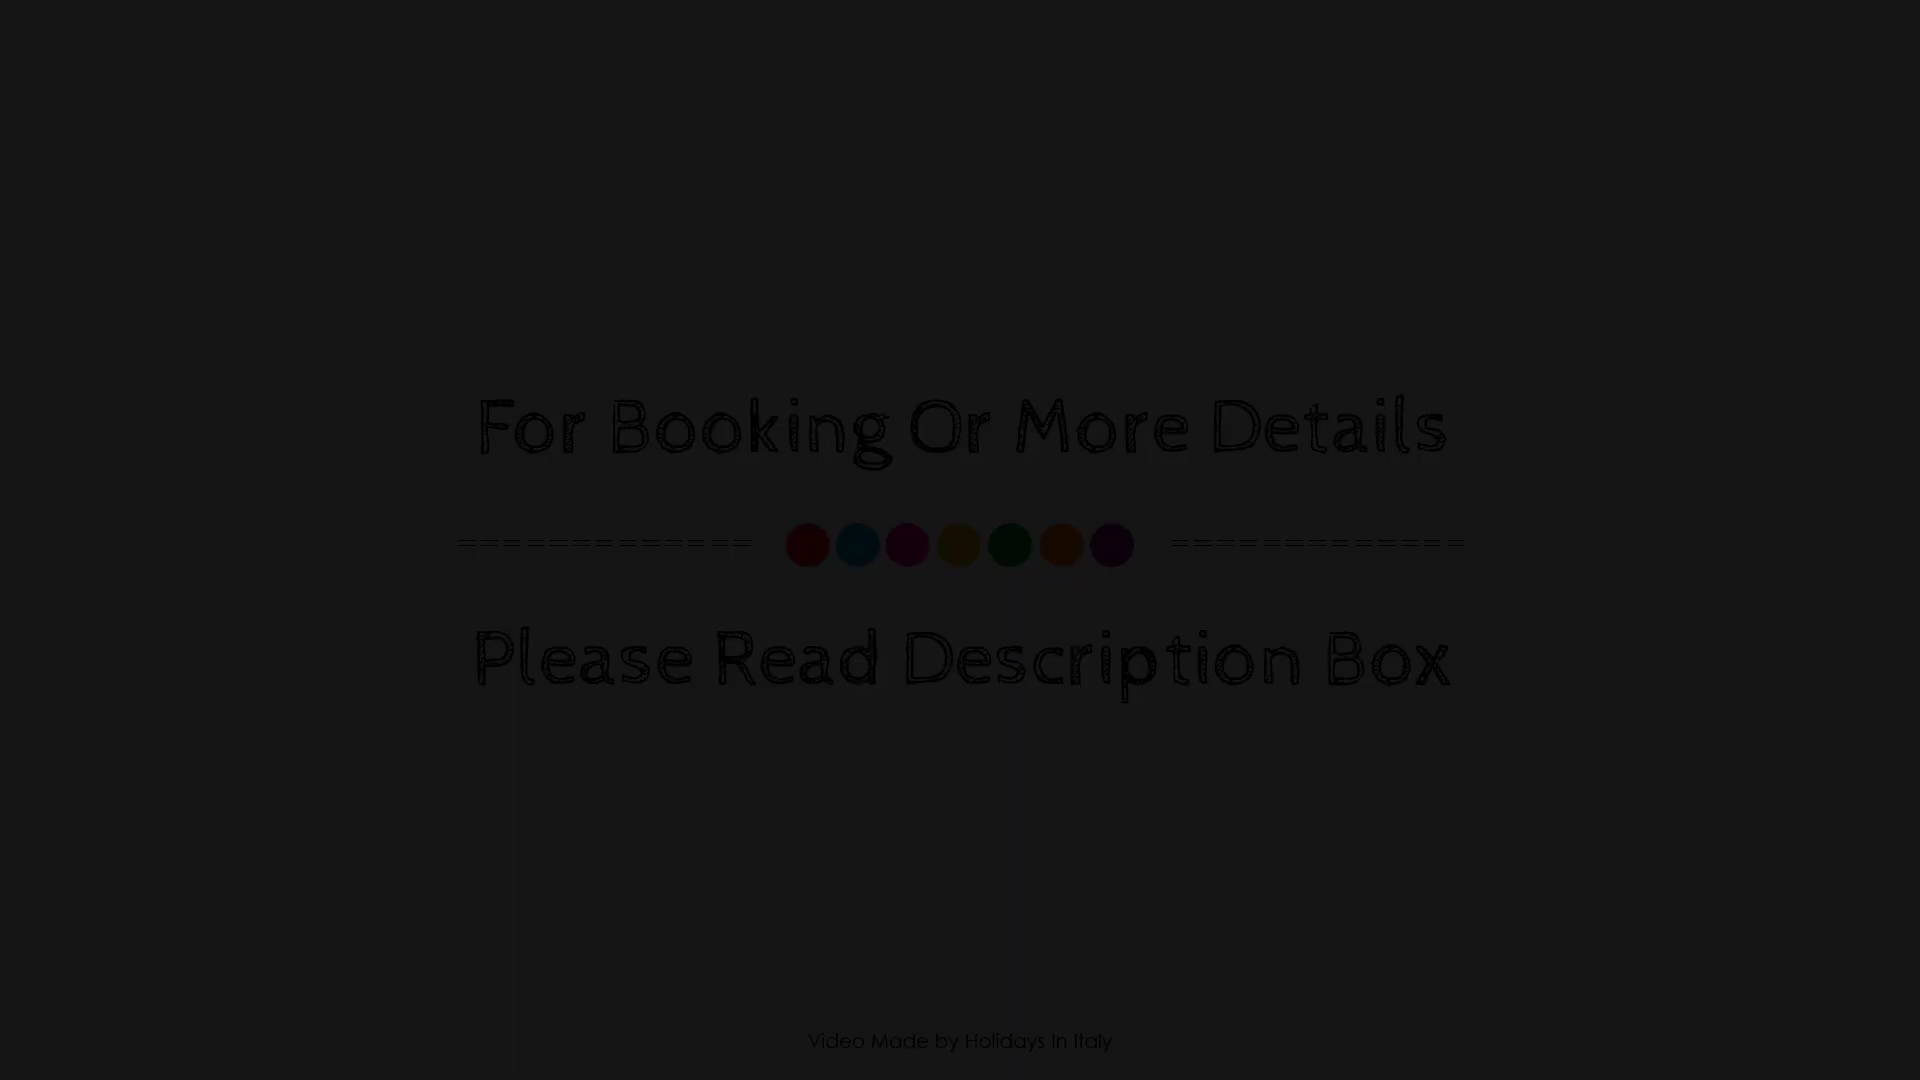 For Booking Or More Details
============= =============
Please Read Description Box
Video Made by Holidays In Italy